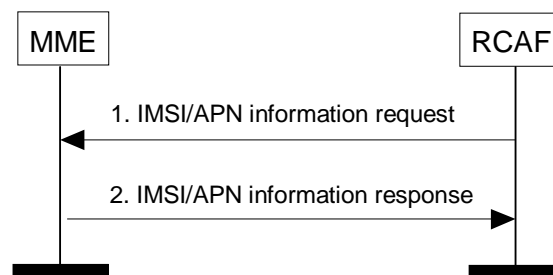 MME
RCAF
1. IMSI/APN information request
2. IMSI/APN information response